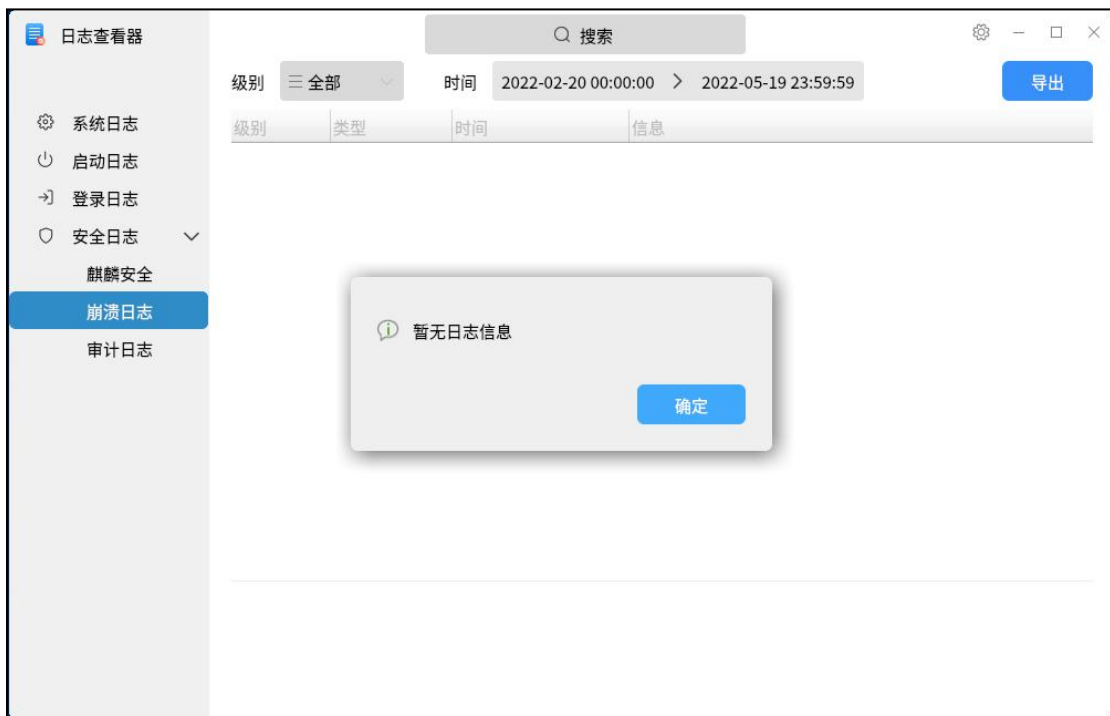 日志查看器
搜索
级别 全部 时间 2022-02-20 00:00:00 > 2022-05-19 23:59:59 导出
级别 类型 时间 信息
系统日志
启动日志
登录日志
安全日志
麒麟安全
崩溃日志
审计日志
暂无日志信息
确定